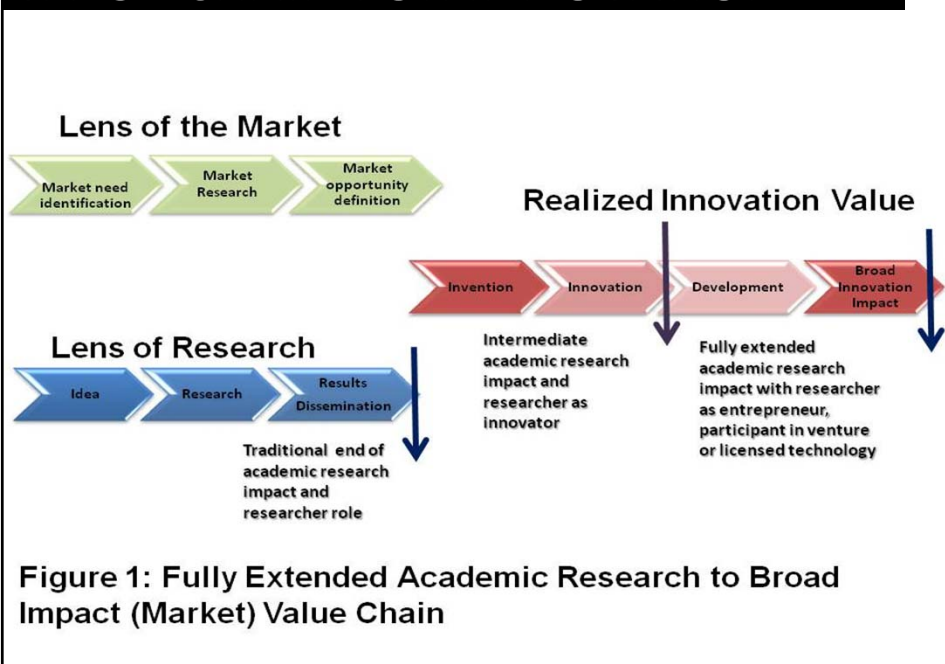 Lens of the Market
Market need
identification
Market
Research
Market
opportunity
definition
Realized Innovation Value
Invention
Innovation
Development
Broad
Innovation
Impact
Intermediate
academic research
impact and
researcher as
innovator
Fully extended
academic research
impact with researcher
as entrepreneur,
participant in venture
or licensed technology
Lens of Research
Idea
Research
Results
Dissemination
Traditional end of
academic research
impact and
researcher role
Figure 1: Fully Extended Academic Research to Broad
Impact (Market) Value Chain